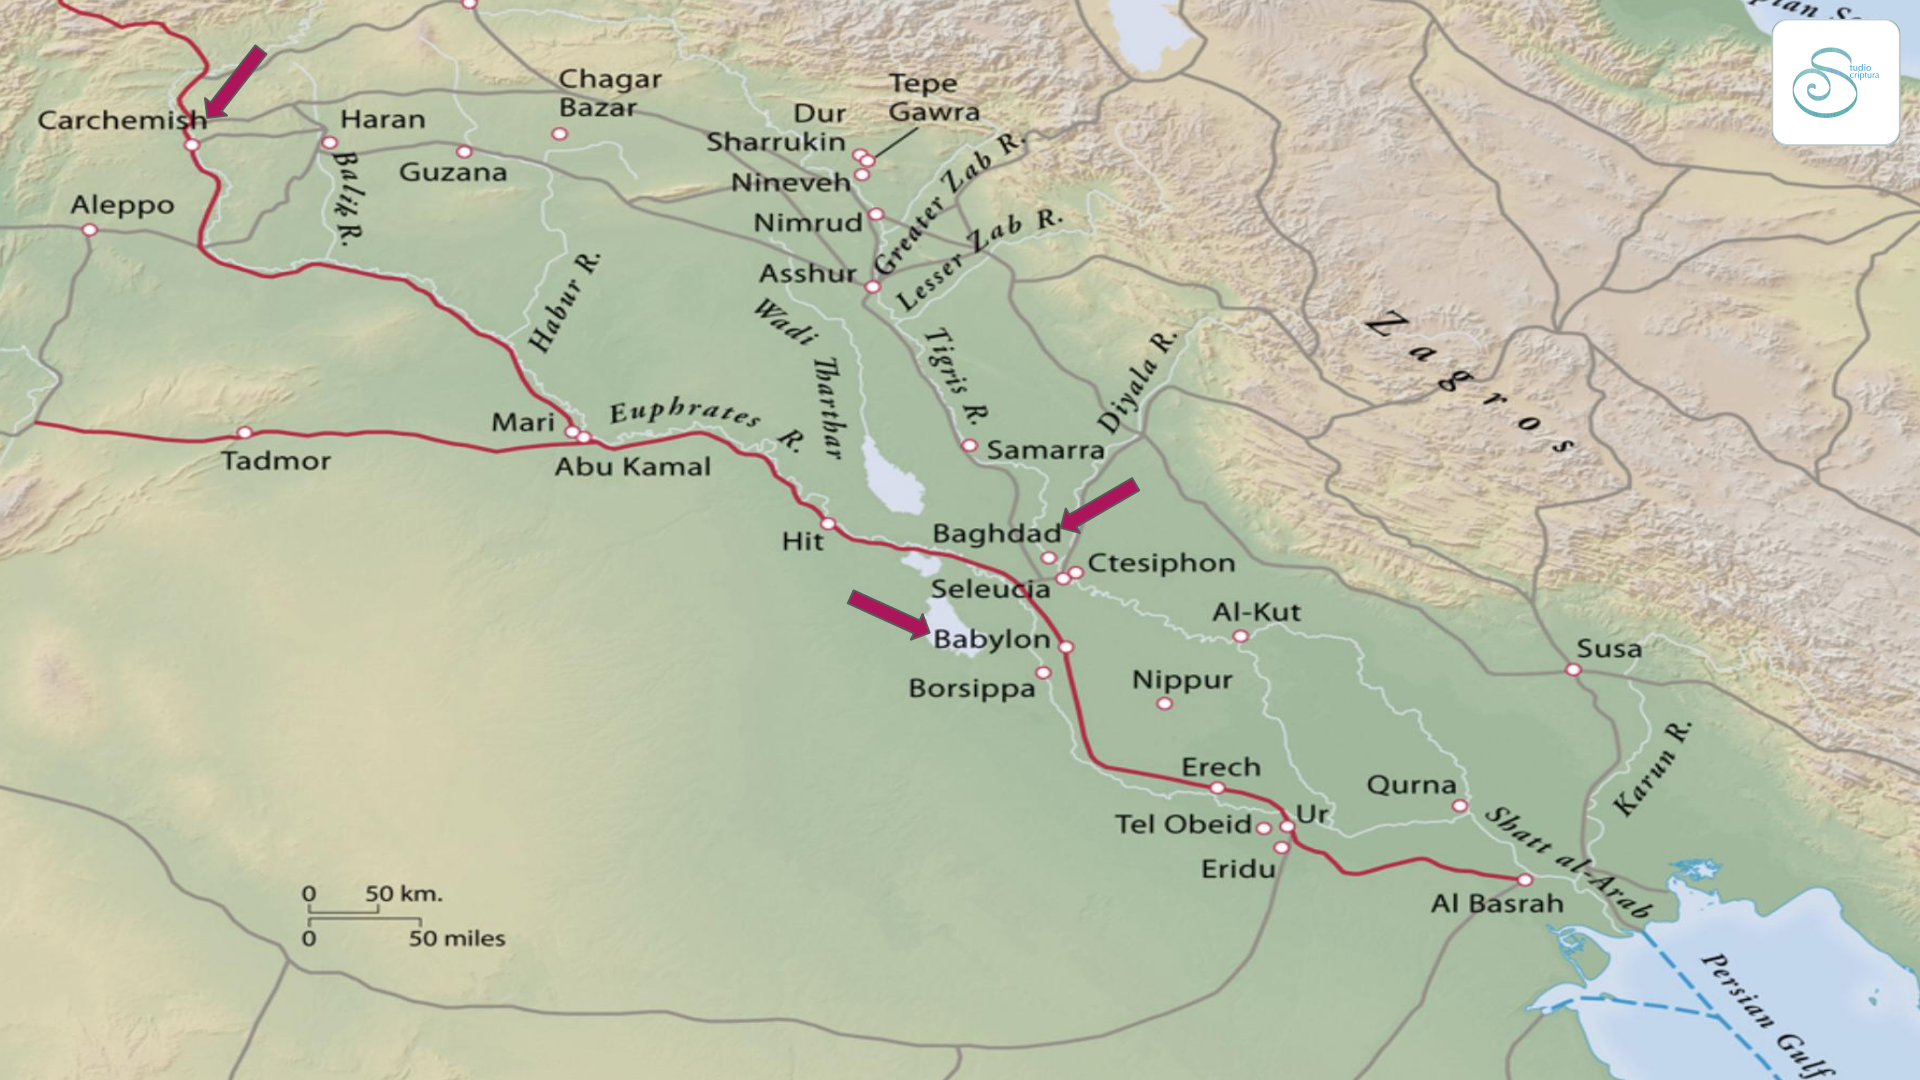 pian S
S
tudio
criptura
Chagar
Bazar
Tepe
Gawra
Dur
Sharrukin
Carchemish
Haran
Guzana
Nineveh
Greater Zab R.
Balik R.
Aleppo
Nimrud
Lesser Zab R.
Habur R.
Asshur
Wadi Tharthar
Tigris R.
Diyala R.
Zagros
Mari
Euphrates R.
Tadmor
Abu Kamal
Samarra
Hit
Baghdad
Ctesiphon
Seleucia
Al-Kut
Babylon
Susa
Borsippa
Nippur
Karun R.
Erech
Qurna
Tel Obeid
Ur
Shatt al-Arab
Eridu
Al Basrah
0 50 km.
0 50 miles
Persian Gulf